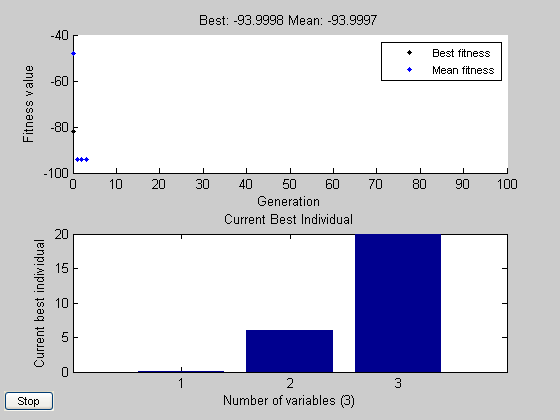 Best: -93.9998 Mean: -93.9997
-40
-60
-80
-100
Fitness value
Best fitness
Mean fitness
0 10 20 30 40 50 60 70 80 90 100
Generation
Current Best Individual
20
15
10
5
0
Current best individual
1 2 3
Number of variables (3)
Stop